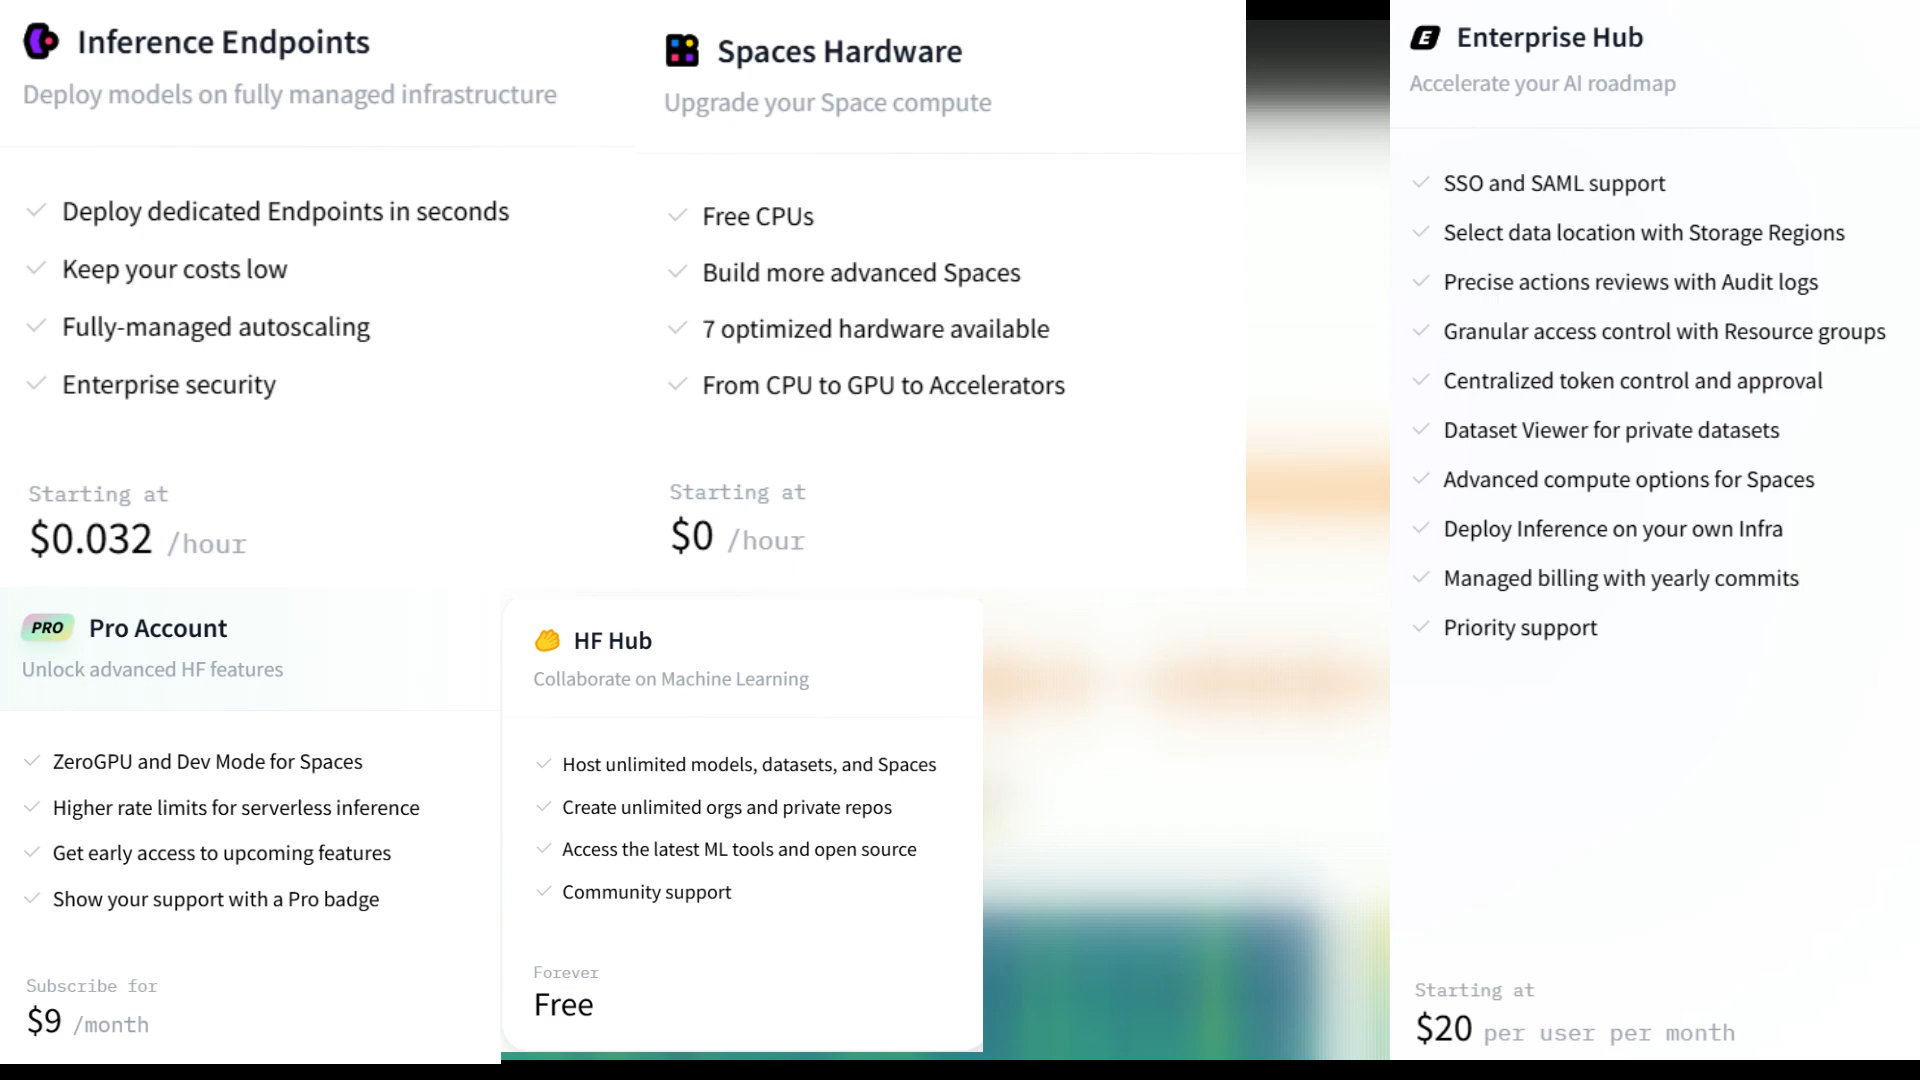 Inference Endpoints
Deploy models on fully managed infrastructure
Deploy dedicated Endpoints in seconds
Keep your costs low
Fully-managed autoscaling
Enterprise security
Starting at
$0.032 /hour
Spaces Hardware
Upgrade your Space compute
Free CPUs
Build more advanced Spaces
7 optimized hardware available
From CPU to GPU to Accelerators
Starting at
$0 /hour
E Enterprise Hub
Accelerate your AI roadmap
SSO and SAML support
Select data location with Storage Regions
Precise actions reviews with Audit logs
Granular access control with Resource groups
Centralized token control and approval
Dataset Viewer for private datasets
Advanced compute options for Spaces
Deploy Inference on your own Infra
Managed billing with yearly commits
Priority support
Starting at
$20 per user per month
PRO Pro Account
Unlock advanced HF features
ZeroGPU and Dev Mode for Spaces
Higher rate limits for serverless inference
Get early access to upcoming features
Show your support with a Pro badge
Subscribe for
$9 /month
HF Hub
Collaborate on Machine Learning
Host unlimited models, datasets, and Spaces
Create unlimited orgs and private repos
Access the latest ML tools and open source
Community support
Forever
Free